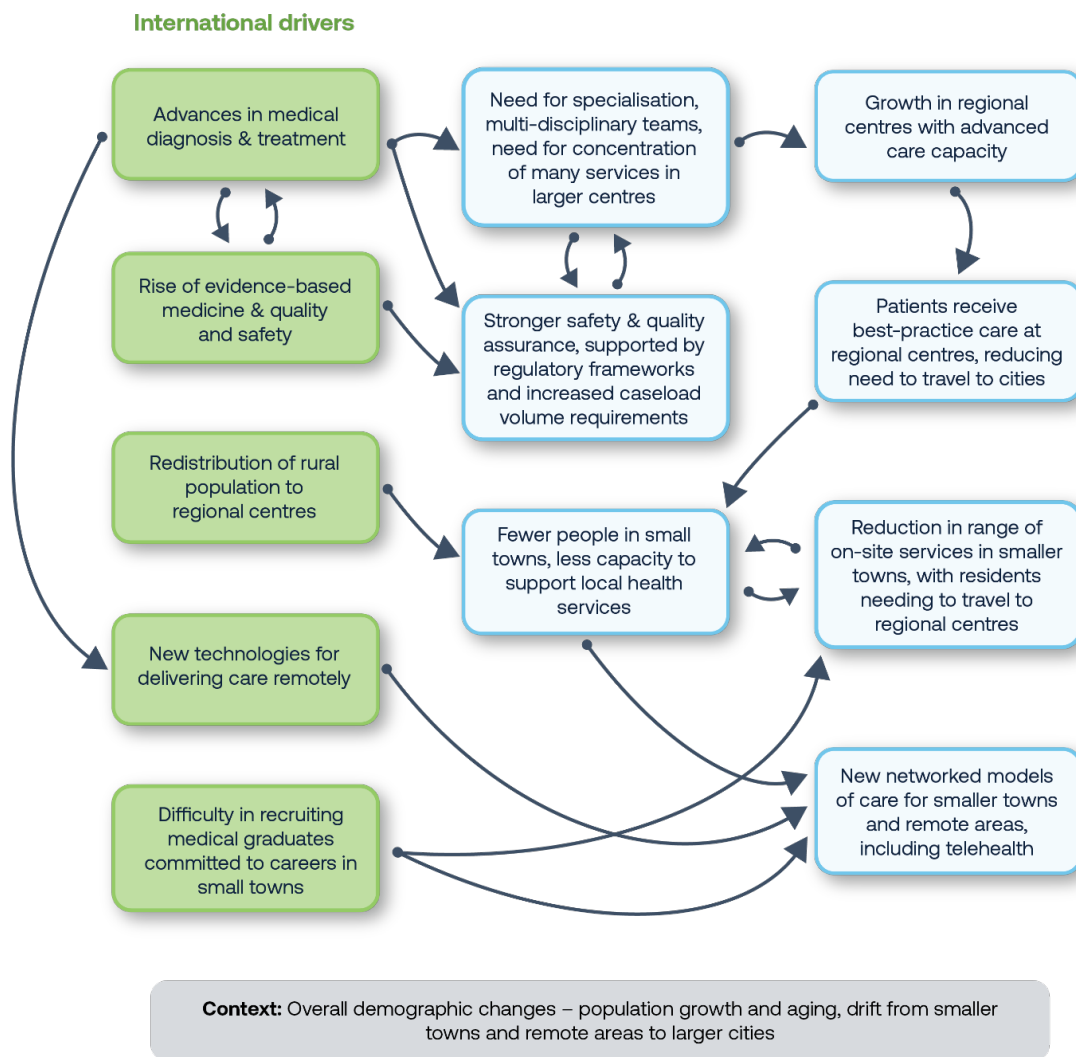 International drivers
Advances in medical
diagnosis & treatment
Need for specialisation,
multi-disciplinary teams,
need for concentration
of many services in
larger centres
Growth in regional
centres with advanced
care capacity
Rise of evidence-based
medicine & quality
and safety
Stronger safety & quality
assurance, supported by
regulatory frameworks
and increased caseload
volume requirements
Patients receive
best-practice care at
regional centres, reducing
need to travel to cities
Redistribution of rural
population to
regional centres
Fewer people in small
towns, less capacity to
support local health
services
Reduction in range of
on-site services in smaller
towns, with residents
needing to travel to
regional centres
New technologies for
delivering care remotely
Difficulty in recruiting
medical graduates
committed to careers in
small towns
New networked models
of care for smaller towns
and remote areas,
including telehealth
Context: Overall demographic changes – population growth and aging, drift from smaller
towns and remote areas to larger cities